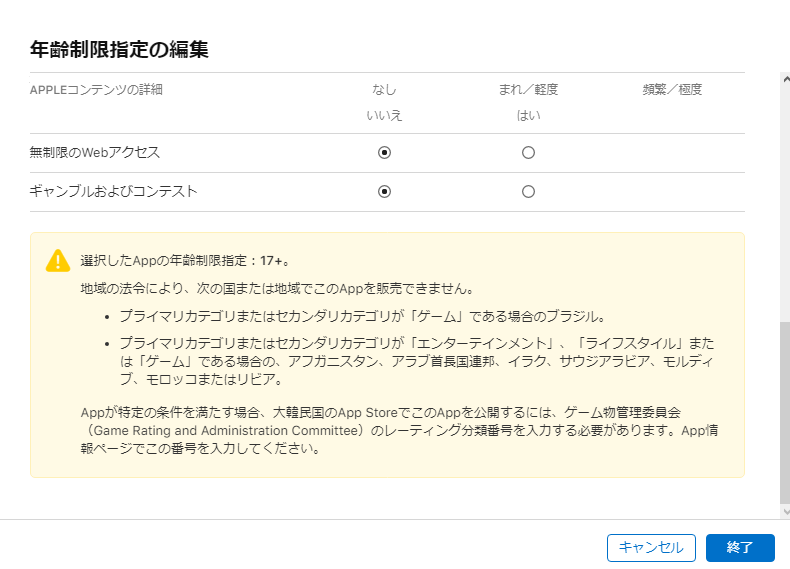 年齢制限指定の編集
APPLEコンテンツの詳細 なし まれ／軽度 頻繁／極度
いいえ はい
無制限のWebアクセス
ギャンブルおよびコンテスト
選択したAppの年齢制限指定：17+。
地域の法令により、次の国または地域でこのAppを販売できません。
• プライマリカテゴリまたはセカンダリカテゴリが「ゲーム」である場合のブラジル。
• プライマリカテゴリまたはセカンダリカテゴリが「エンターテインメント」、「ライフスタイル」また
は「ゲーム」である場合の、アフガニスタン、アラブ首長国連邦、イラク、サウジアラビア、モルディ
ブ、モロッコまたはリビア。
Appが特定の条件を満たす場合、大韓民国のApp StoreでこのAppを公開するには、ゲーム物管理委員会
（Game Rating and Administration Committee）のレーティング分類番号を入力する必要があります。App情
報ページでこの番号を入力してください。
キャンセル 終了